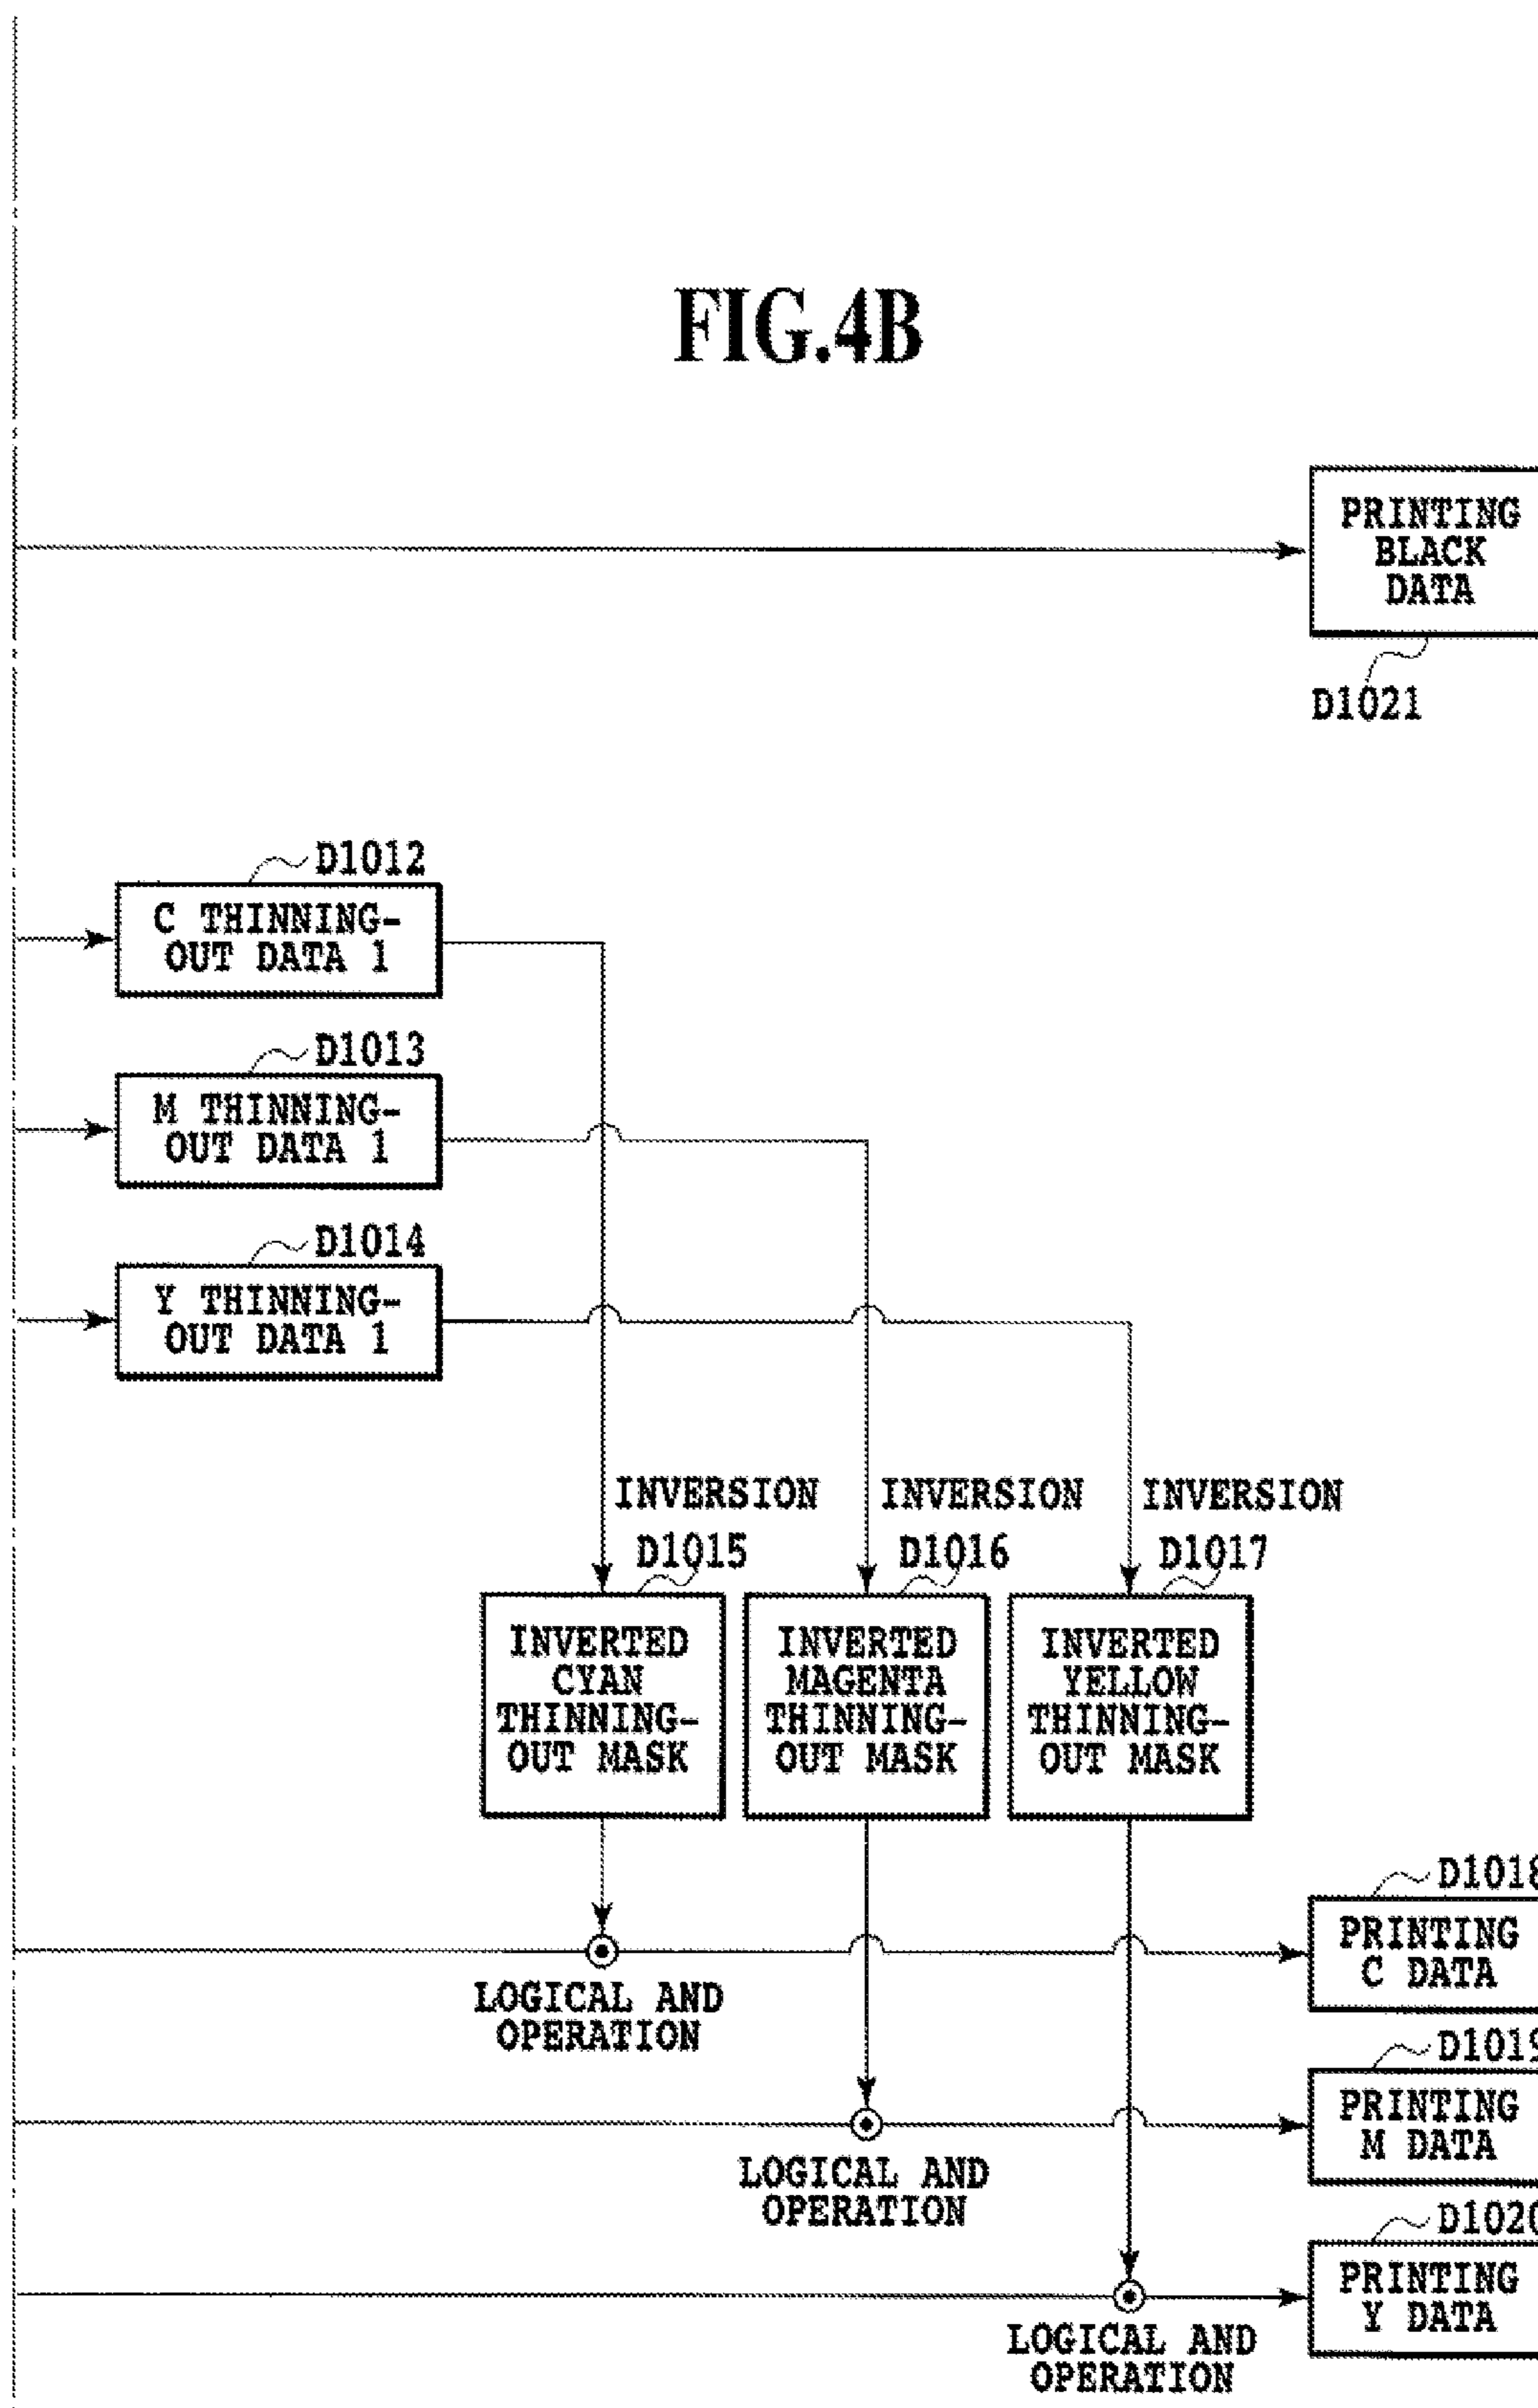 FIG.4B
PRINTING
BLACK
DATA
D1021
D1012
C THINNING-
OUT DATA 1
D1013
M THINNING-
OUT DATA 1
D1014
Y THINNING-
OUT DATA 1
INVERSION
INVERSION
INVERSION
D1015
D1016
D1017
INVERTED
CYAN
THINNING-
OUT MASK
INVERTED
MAGENTA
THINNING-
OUT MASK
INVERTED
YELLOW
THINNING-
OUT MASK
D1018
PRINTING
C DATA
LOGICAL AND
OPERATION
D1019
PRINTING
M DATA
LOGICAL AND
OPERATION
D1020
PRINTING
Y DATA
LOGICAL AND
OPERATION